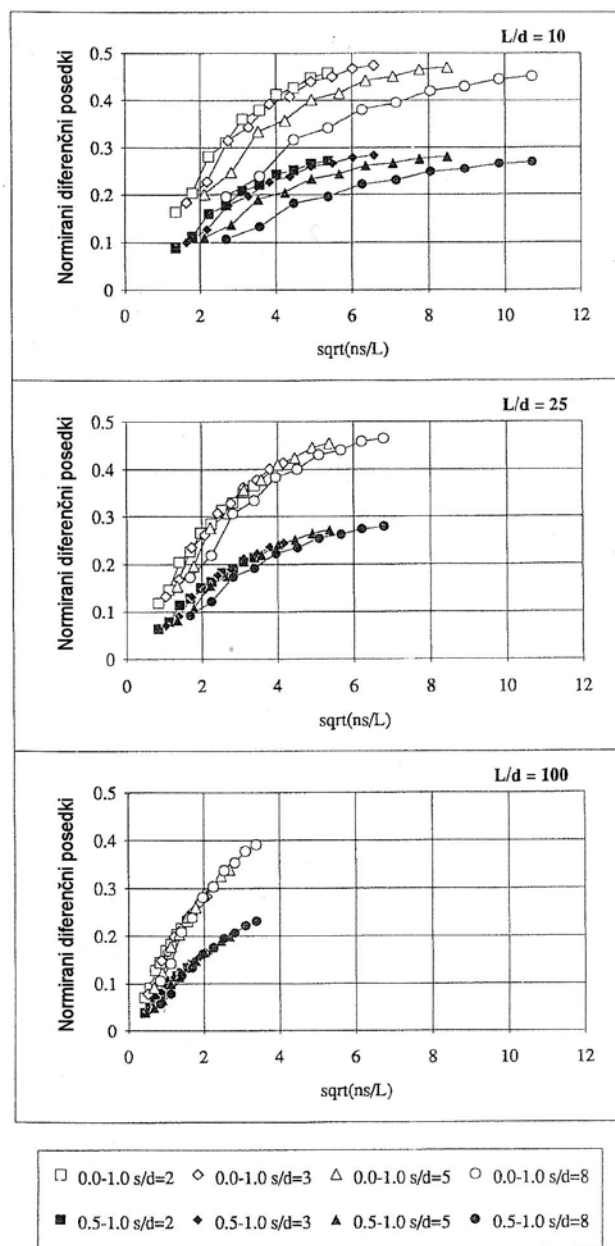 L/d = 10
Normirani diferenčni posedki
0.5
0.4
0.3
0.2
0.1
0
0 2 4 6 8 10 12
sqrt(ns/L)
L/d = 25
Normirani diferenčni posedki
0.5
0.4
0.3
0.2
0.1
0
0 2 4 6 8 10 12
sqrt(ns/L)
L/d = 100
Normirani diferenčni posedki
0.5
0.4
0.3
0.2
0.1
0
0 2 4 6 8 10 12
sqrt(ns/L)
0.0-1.0 s/d=2 0.0-1.0 s/d=3 0.0-1.0 s/d=5 0.0-1.0 s/d=8
0.5-1.0 s/d=2 0.5-1.0 s/d=3 0.5-1.0 s/d=5 0.5-1.0 s/d=8